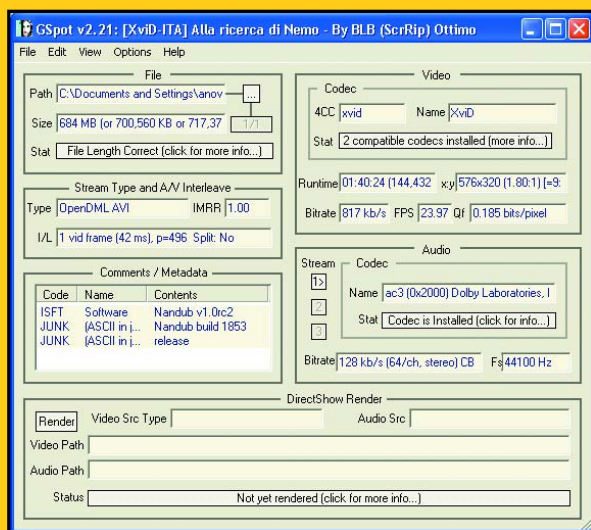 GSpot v2.21: [XviD-ITA] Alla ricerca di Nemo - By BLB (ScrRip) Ottimo
File Edit View Options Help
File
Path C:\Documents and Settings\anov ...
Size 684 MB (or 700,560 KB or 717,37 1/1
Stat File Length Correct (click for more info...)
Stream Type and A/V Interleave
Type OpenDML AVI IMRR 1.00
I/L 1 vid frame (42 ms), p=496 Split: No
Comments / Metadata
Code Name Contents
ISFT Software Nandub v1.0rc2
JUNK (ASCII in j... Nandub build 1853
JUNK (ASCII in j... release
Video
Codec
4CC xvid Name XviD
Stat 2 compatible codecs installed (more info...)
Runtime 01:40:24 (144,432 x:y 576x320 (1.80:1) [=9:
Bitrate 817 kb/s FPS 23.97 Qf 0.185 bits/pixel
Audio
Stream Codec
1>
2
3
Name ac3 (0x2000) Dolby Laboratories, I
Stat Codec is Installed (click for info...)
Bitrate 128 kb/s (64/ch, stereo) CB Fs 44100 Hz
DirectShow Render
Render Video Src Type Audio Src
Video Path
Audio Path
Status Not yet rendered (click for more info...)